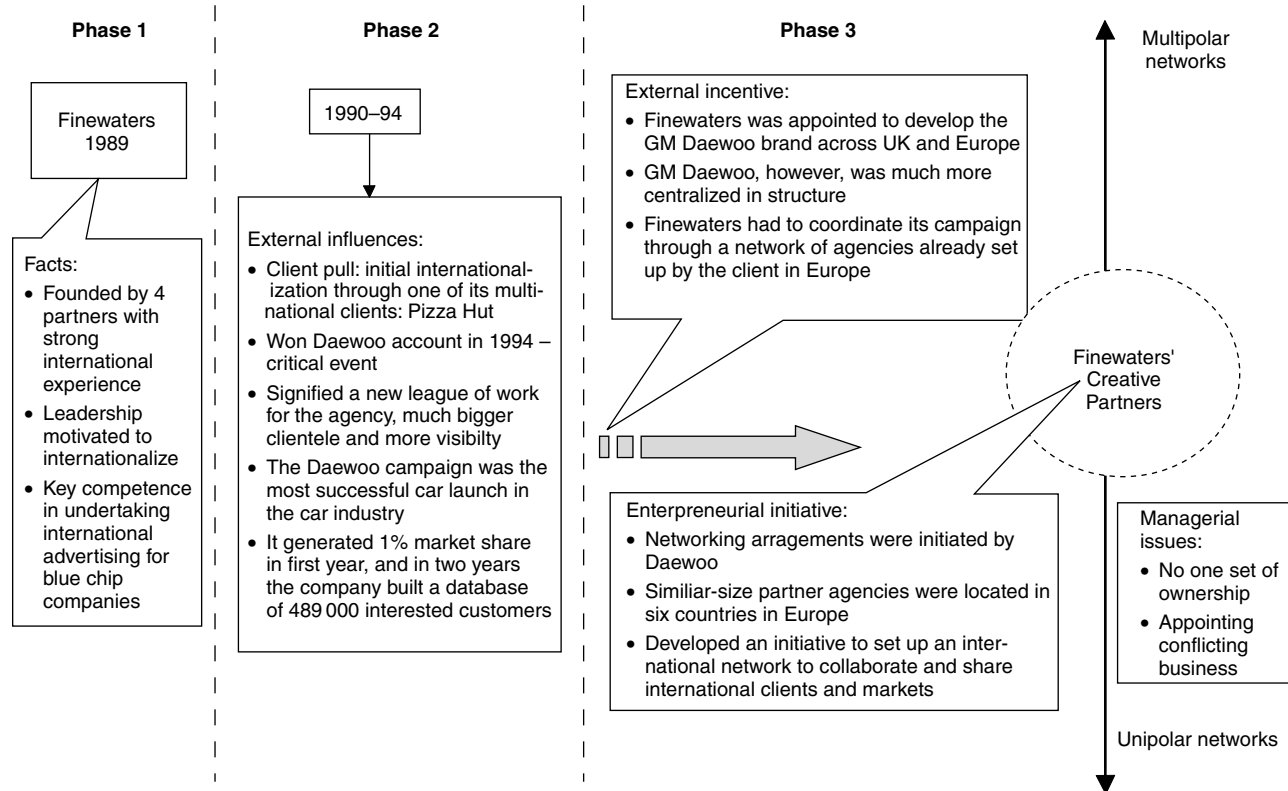 Phase 1
Finewaters
1989
Facts:
• Founded by 4
partners with
strong
international
experience
• Leadership
motivated to
internationalize
• Key competence
in undertaking
international
advertising for
blue chip
companies
Phase 2
1990–94
External influences:
• Client pull: initial international-
ization through one of its multi-
national clients: Pizza Hut
• Won Daewoo account in 1994 –
critical event
• Signified a new league of work
for the agency, much bigger
clientele and more visibilty
• The Daewoo campaign was the
most successful car launch in
the car industry
• It generated 1% market share
in first year, and in two years
the company built a database
of 489 000 interested customers
Phase 3
External incentive:
• Finewaters was appointed to develop the
GM Daewoo brand across UK and Europe
• GM Daewoo, however, was much more
centralized in structure
• Finewaters had to coordinate its campaign
through a network of agencies already set
up by the client in Europe
Enterpreneurial initiative:
• Networking arragements were initiated by
Daewoo
• Similiar-size partner agencies were located in
six countries in Europe
• Developed an initiative to set up an inter-
national network to collaborate and share
international clients and markets
Multipolar
networks
Finewaters'
Creative
Partners
Managerial
issues:
• No one set of
ownership
• Appointing
conflicting
business
Unipolar networks